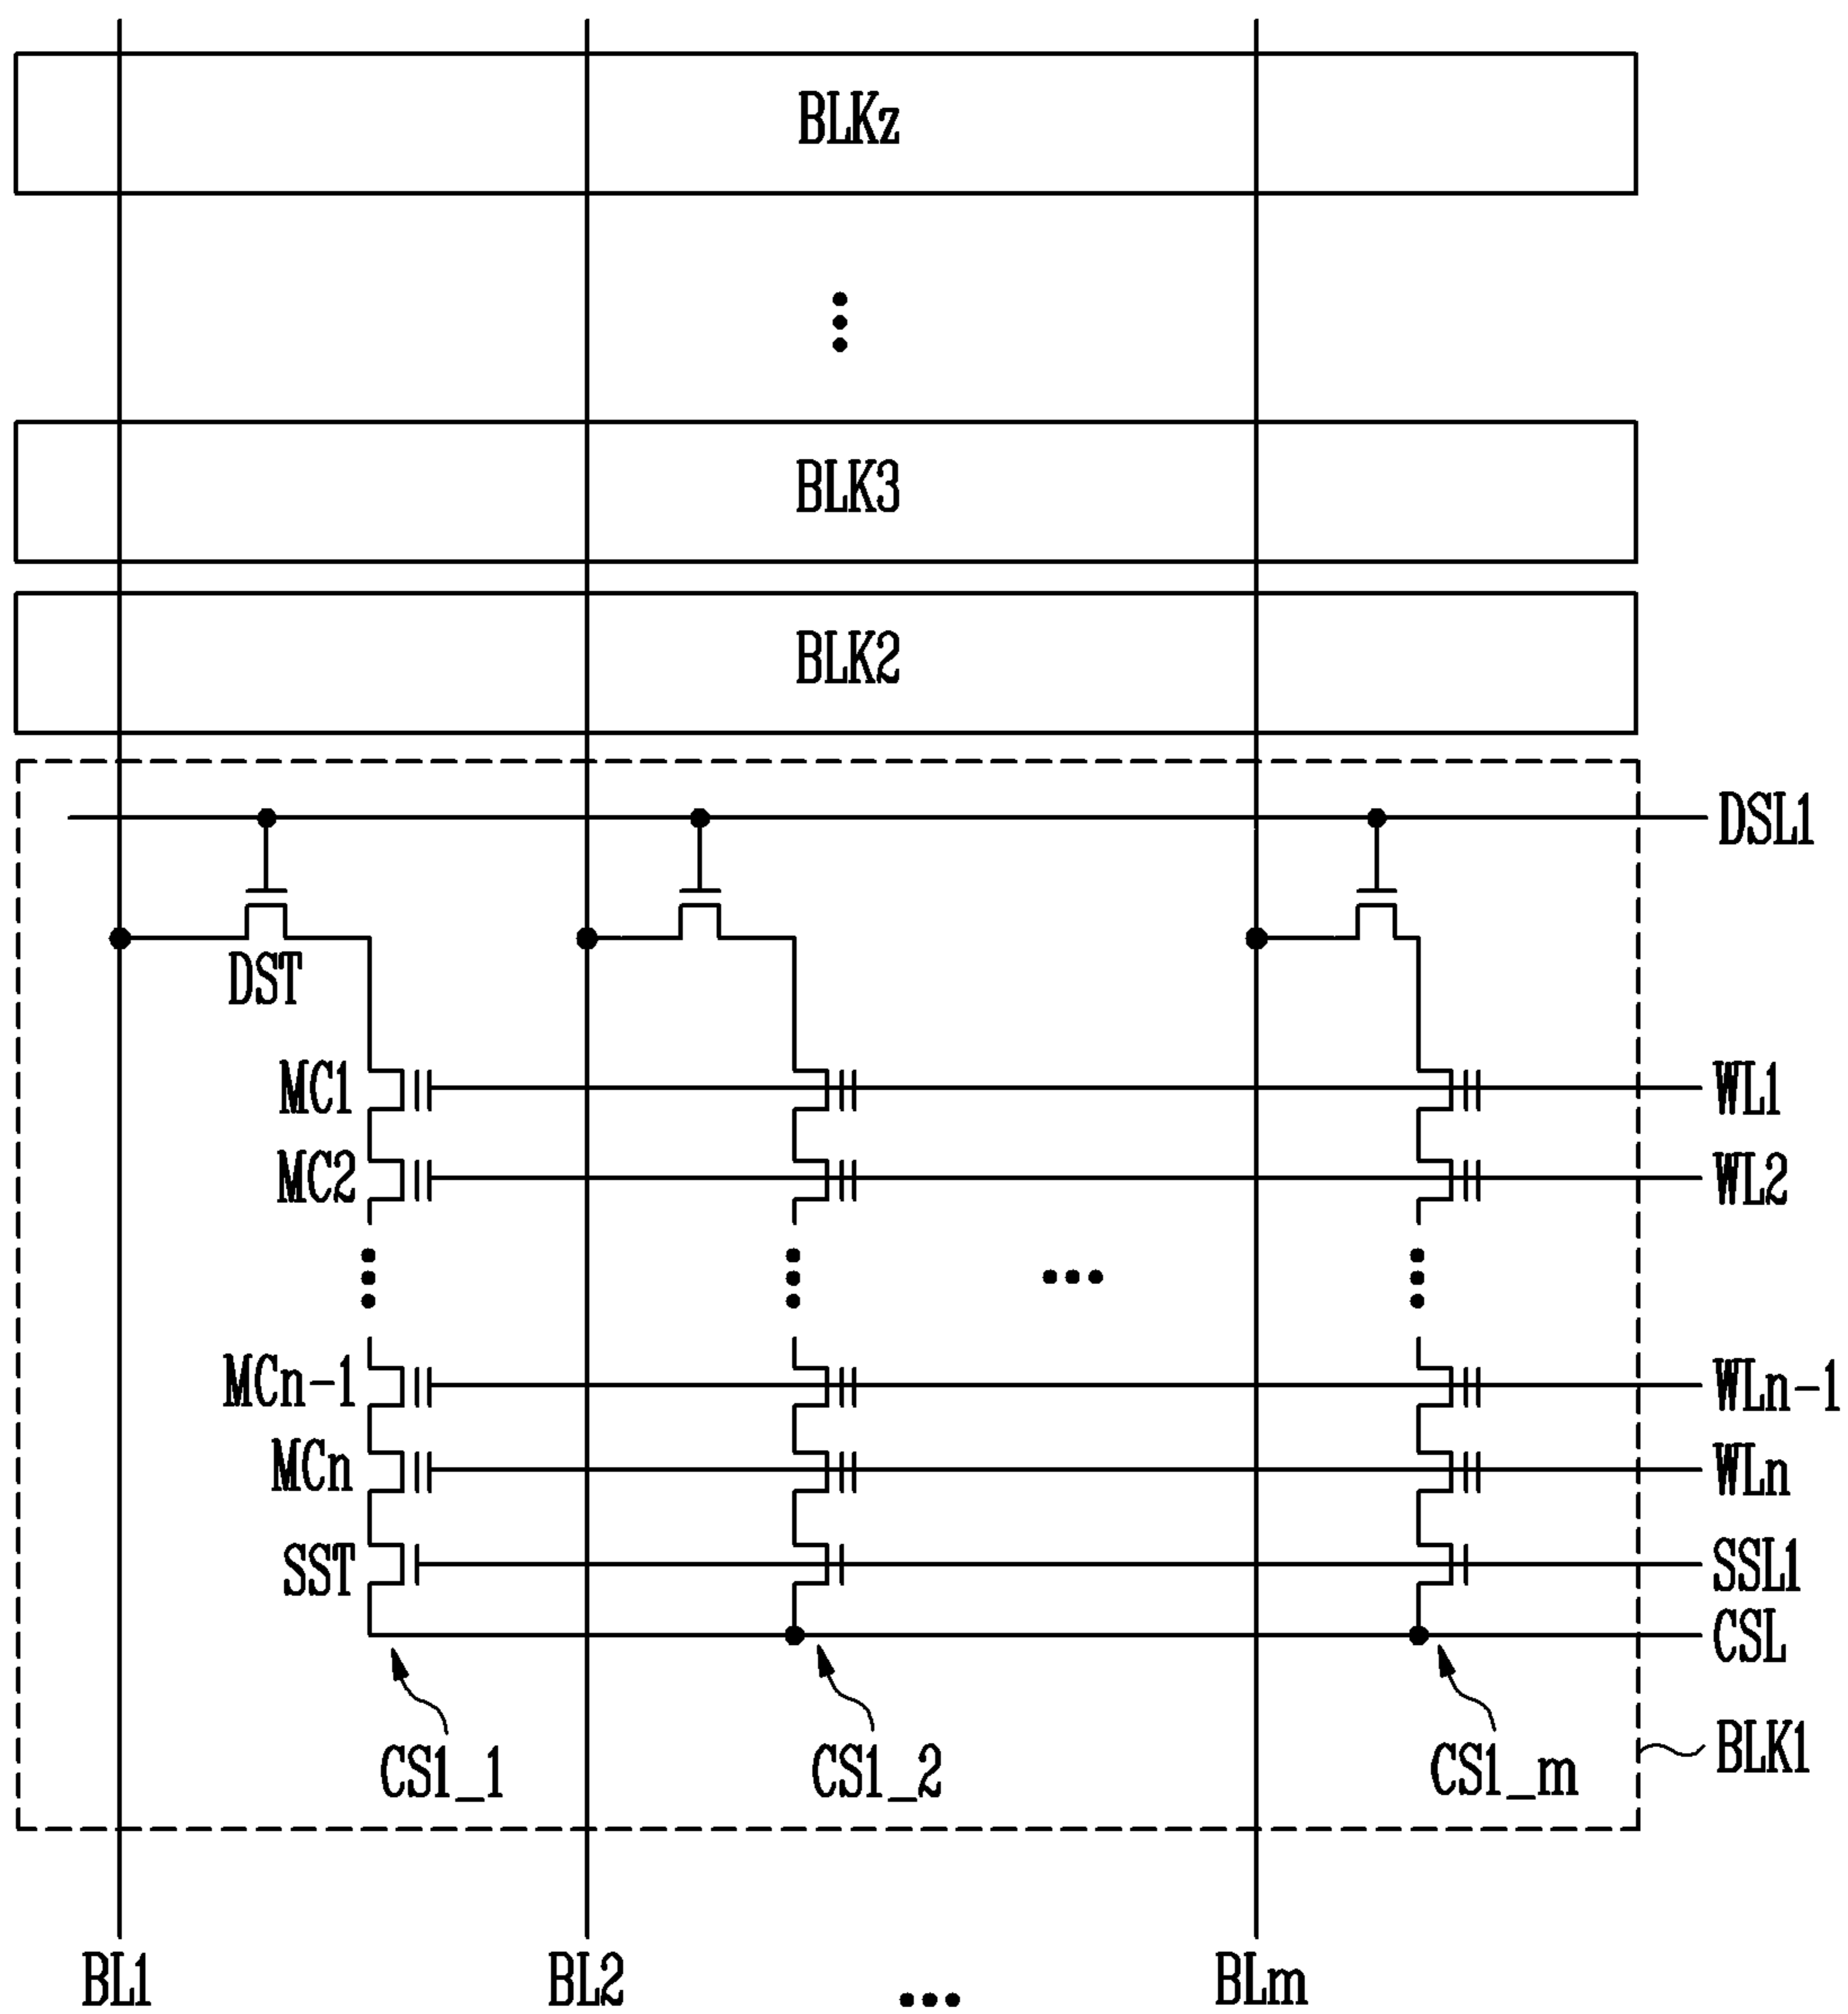 BLKz
BLK3
BLK2
DSL1
DST
MC1
WL1
MC2
WL2
MCn-1
WLn-1
MCn
WLn
SST
SSL1
CSL
CS1_1
CS1_2
CS1_m
BLK1
BL1
BL2
...
BLm